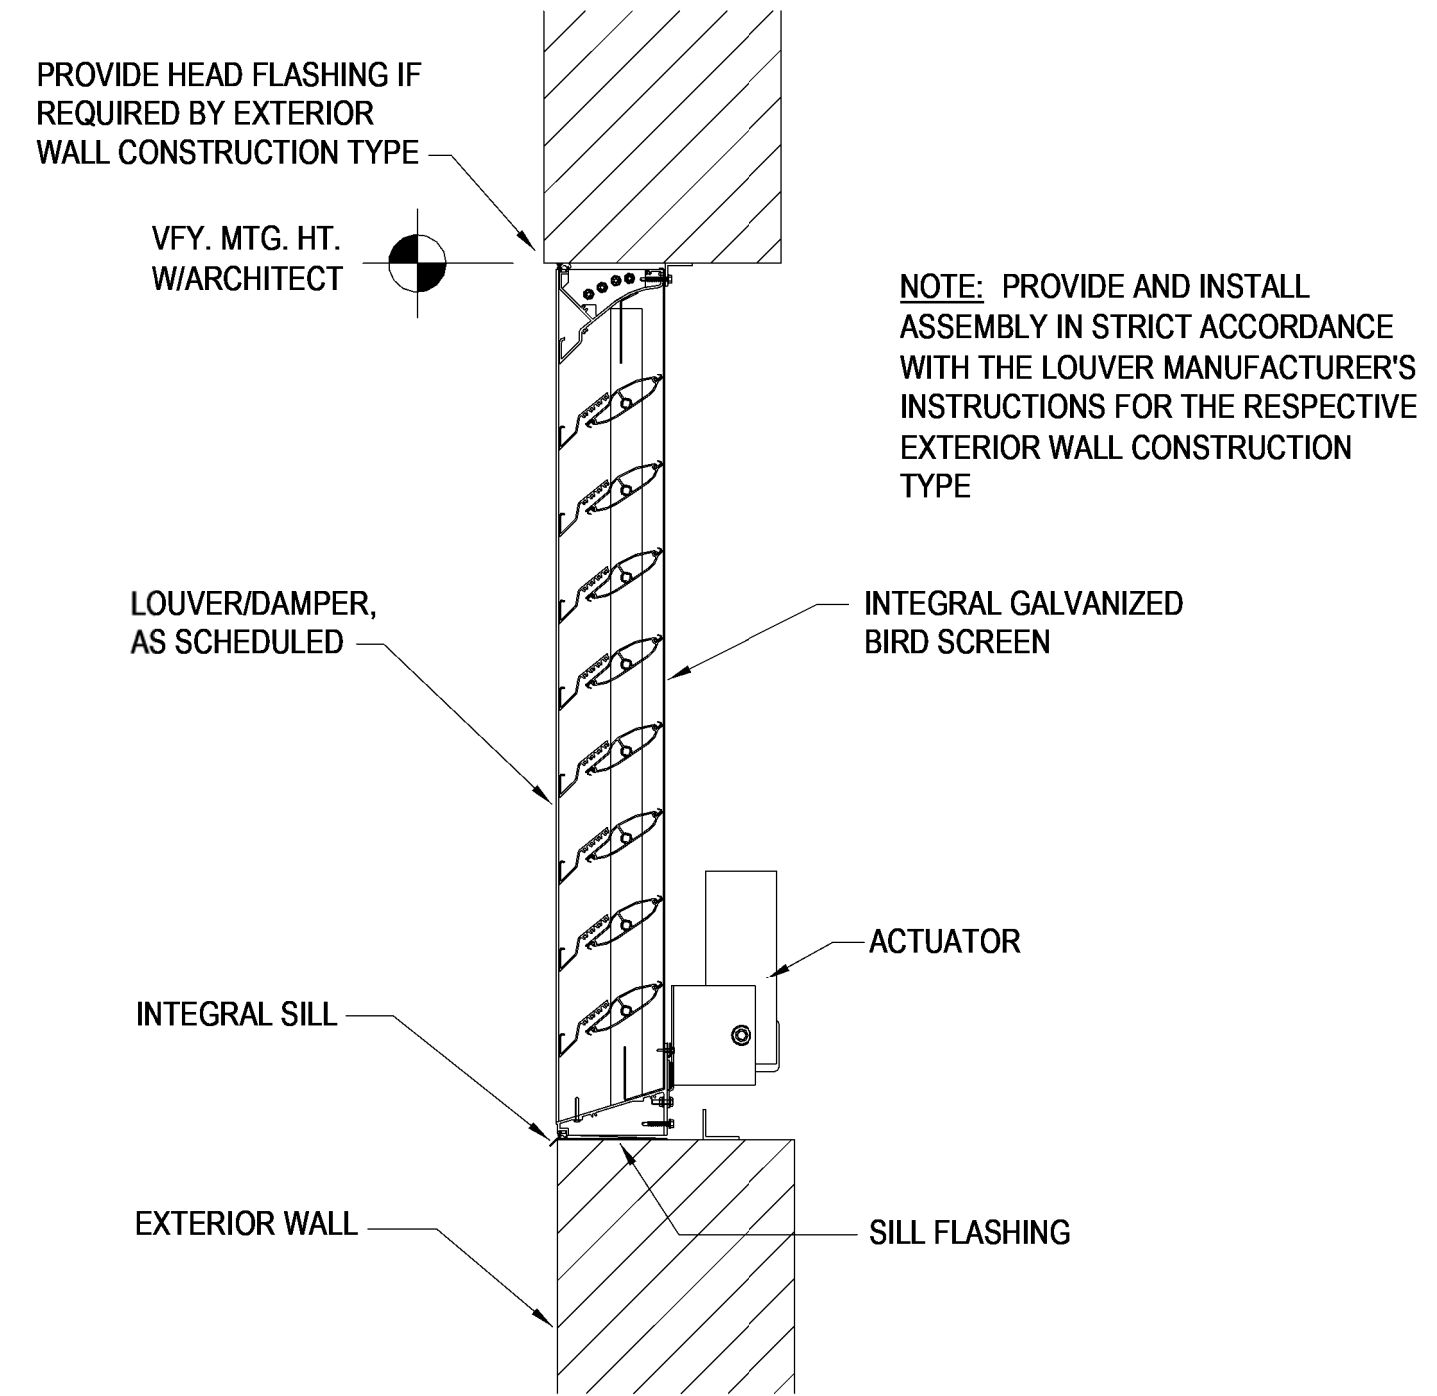 PROVIDE HEAD FLASHING IF
REQUIRED BY EXTERIOR
WALL CONSTRUCTION TYPE
VFY. MTG. HT.
W/ARCHITECT
NOTE: PROVIDE AND INSTALL
ASSEMBLY IN STRICT ACCORDANCE
WITH THE LOUVER MANUFACTURER'S
INSTRUCTIONS FOR THE RESPECTIVE
EXTERIOR WALL CONSTRUCTION
TYPE
LOUVER/DAMPER,
AS SCHEDULED
INTEGRAL GALVANIZED
BIRD SCREEN
ACTUATOR
INTEGRAL SILL
EXTERIOR WALL
SILL FLASHING